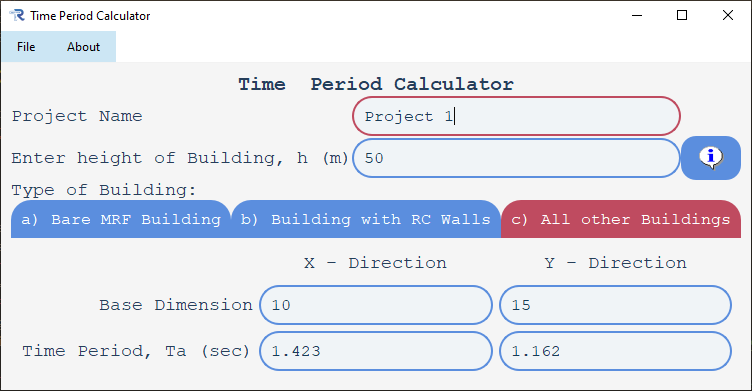 Time Period Calculator
File About
Time Period Calculator
Project Name Project 1
Enter height of Building, h (m) 50
Type of Building:
a) Bare MRF Building b) Building with RC Walls c) All other Buildings
X - Direction Y - Direction
Base Dimension 10 15
Time Period, Ta (sec) 1.423 1.162